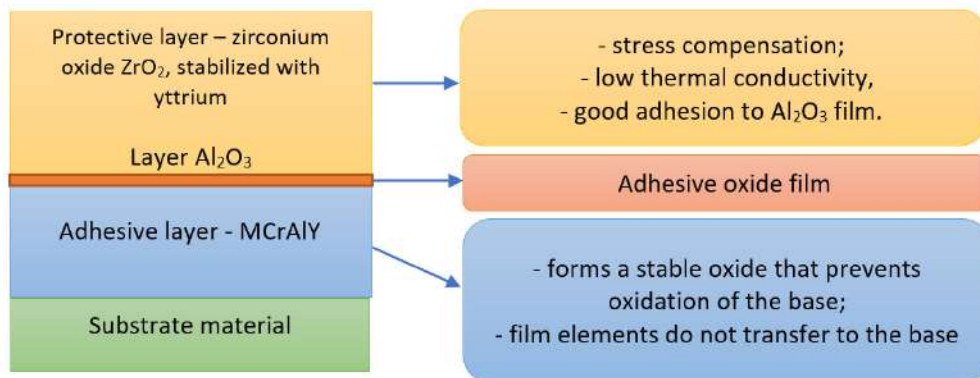 Protective layer – zirconium
oxide ZrO₂, stabilized with
yttrium
Layer Al₂O₃
Adhesive layer - MCrAlY
Substrate material
- stress compensation;
- low thermal conductivity,
- good adhesion to Al₂O₃ film.
Adhesive oxide film
- forms a stable oxide that prevents
oxidation of the base;
- film elements do not transfer to the base